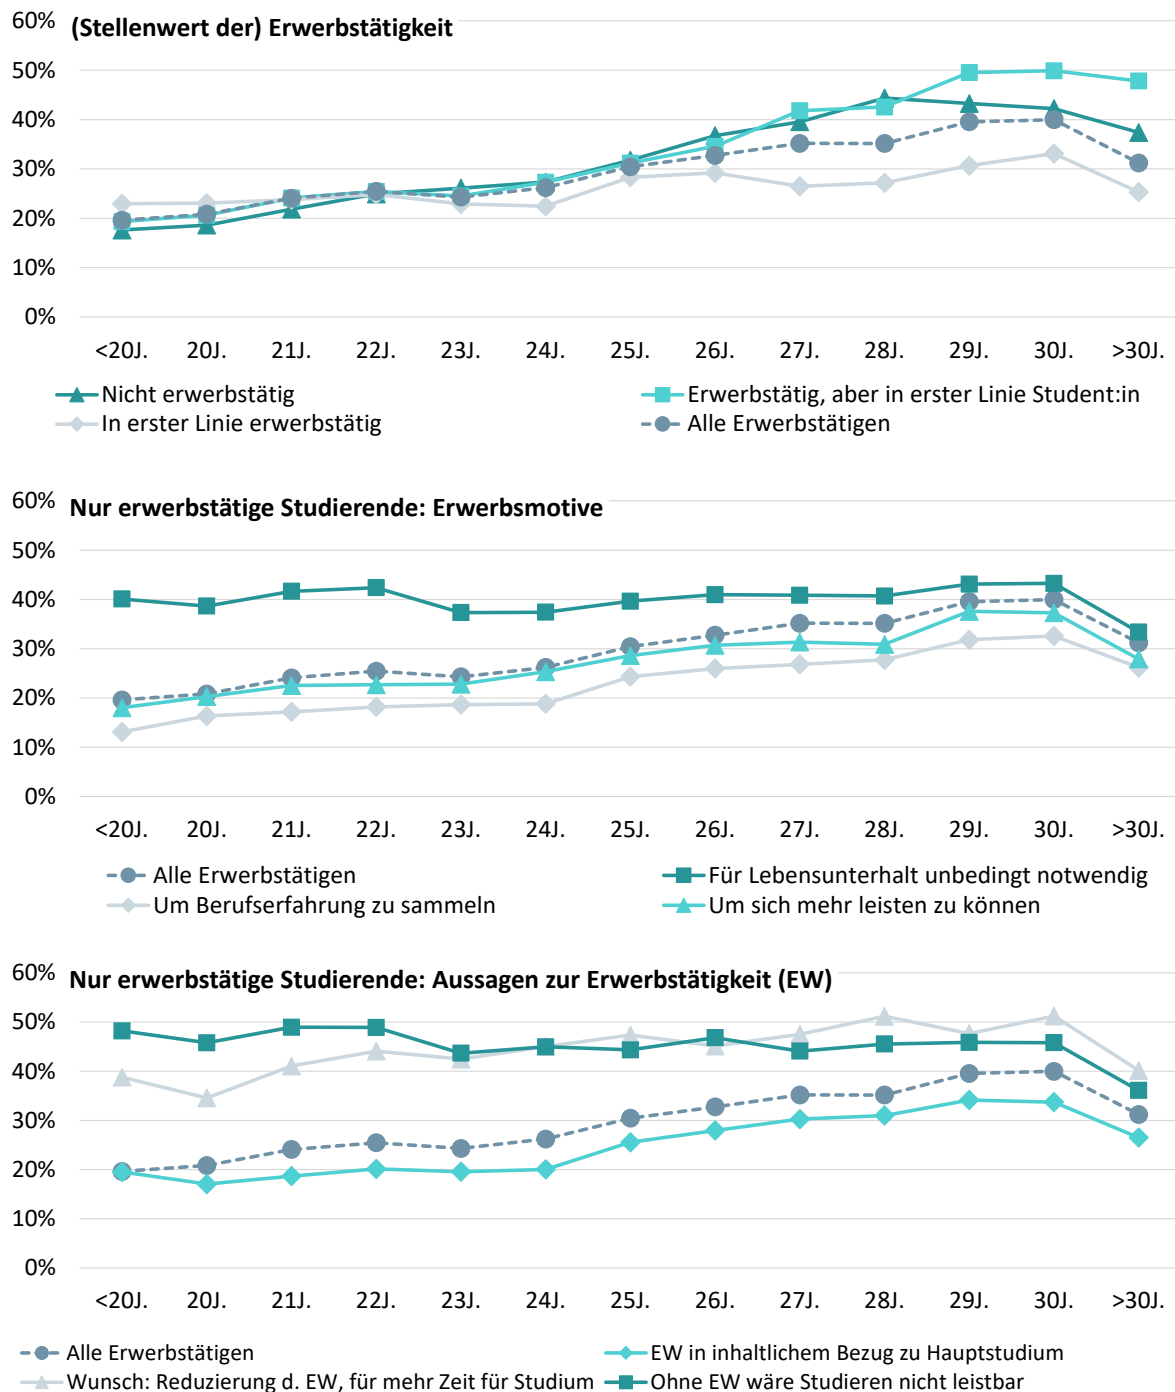 (Stellenwert der) Erwerbstätigkeit
60%
50%
40%
30%
20%
10%
0%
<20J. 20J. 21J. 22J. 23J. 24J. 25J. 26J. 27J. 28J. 29J. 30J. >30J.
Nicht erwerbstätig Erwerbstätig, aber in erster Linie Student:in
In erster Linie erwerbstätig Alle Erwerbstätigen
Nur erwerbstätige Studierende: Erwerbsmotive
60%
50%
40%
30%
20%
10%
0%
<20J. 20J. 21J. 22J. 23J. 24J. 25J. 26J. 27J. 28J. 29J. 30J. >30J.
Alle Erwerbstätigen Für Lebensunterhalt unbedingt notwendig
Um Berufserfahrung zu sammeln Um sich mehr leisten zu können
Nur erwerbstätige Studierende: Aussagen zur Erwerbstätigkeit (EW)
60%
50%
40%
30%
20%
10%
0%
<20J. 20J. 21J. 22J. 23J. 24J. 25J. 26J. 27J. 28J. 29J. 30J. >30J.
Alle Erwerbstätigen EW in inhaltlichem Bezug zu Hauptstudium
Wunsch: Reduzierung d. EW, für mehr Zeit für Studium Ohne EW wäre Studieren nicht leistbar